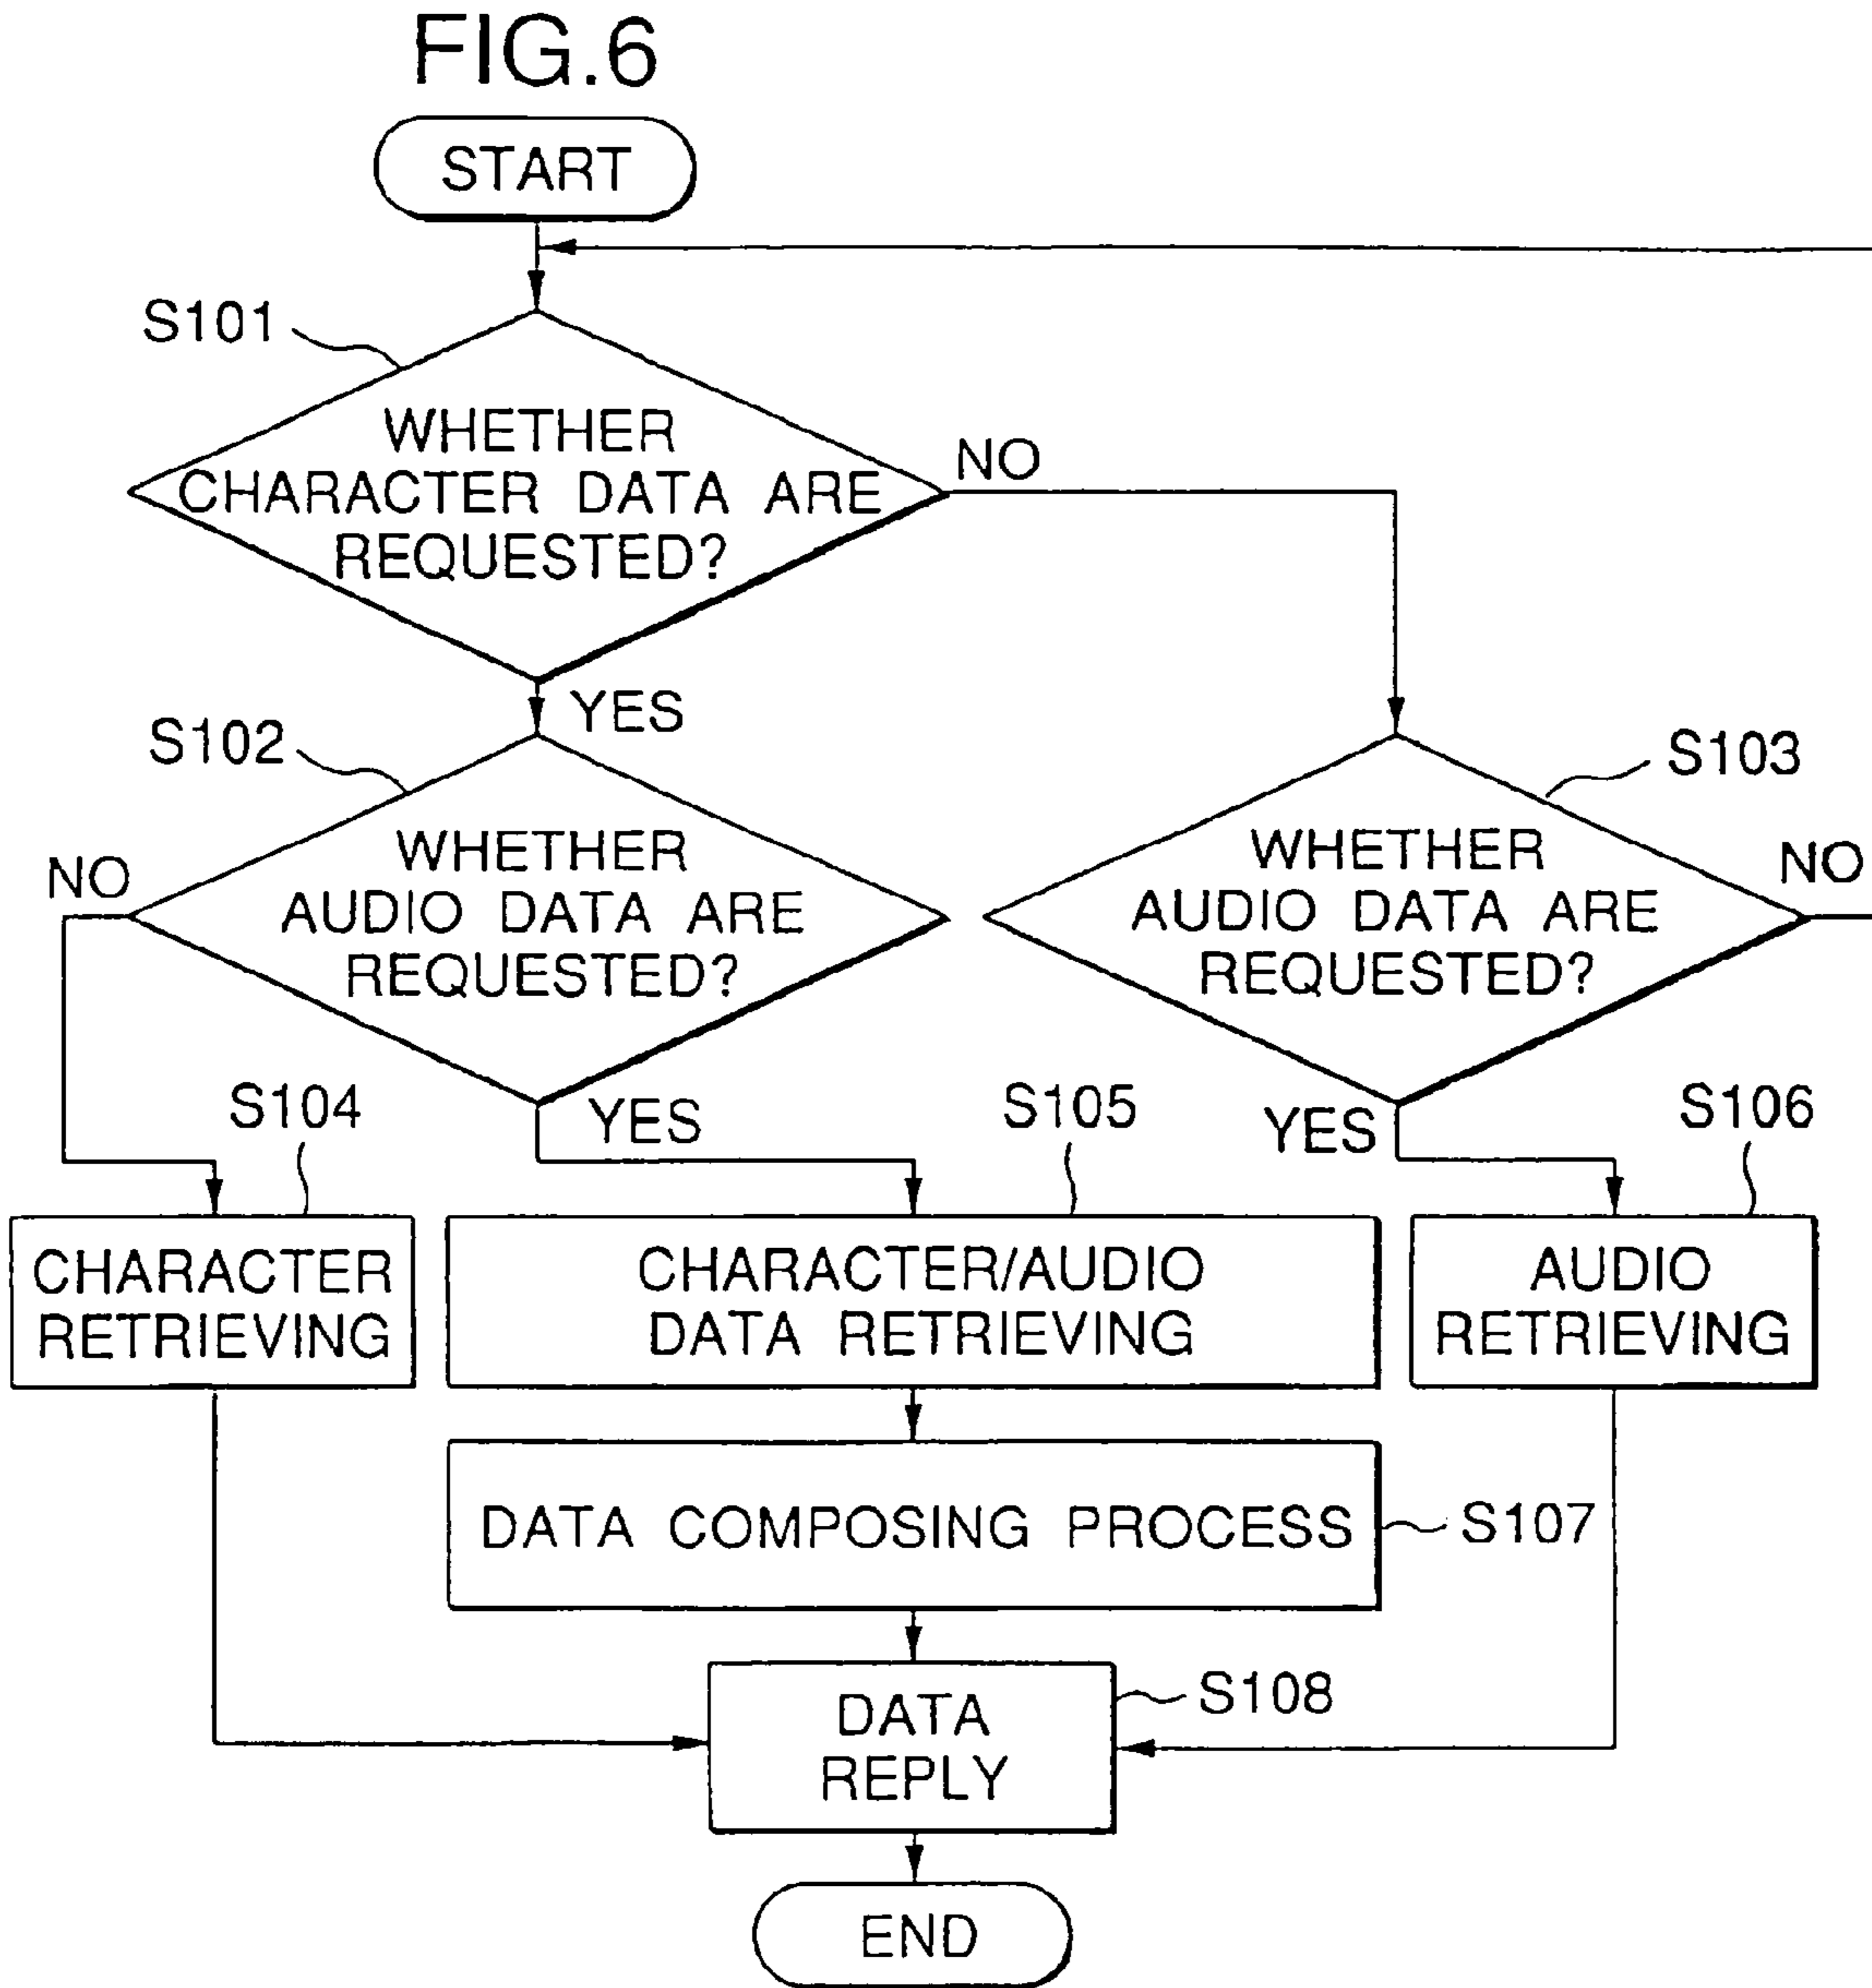 FIG.6
START
S101
WHETHER
CHARACTER DATA ARE
REQUESTED?
NO
YES
S102
WHETHER
AUDIO DATA ARE
REQUESTED?
NO
S103
WHETHER
AUDIO DATA ARE
REQUESTED?
NO
S104
YES
S105
YES
S106
CHARACTER
RETRIEVING
CHARACTER/AUDIO
DATA RETRIEVING
AUDIO
RETRIEVING
DATA COMPOSING PROCESS
S107
DATA
REPLY
S108
END